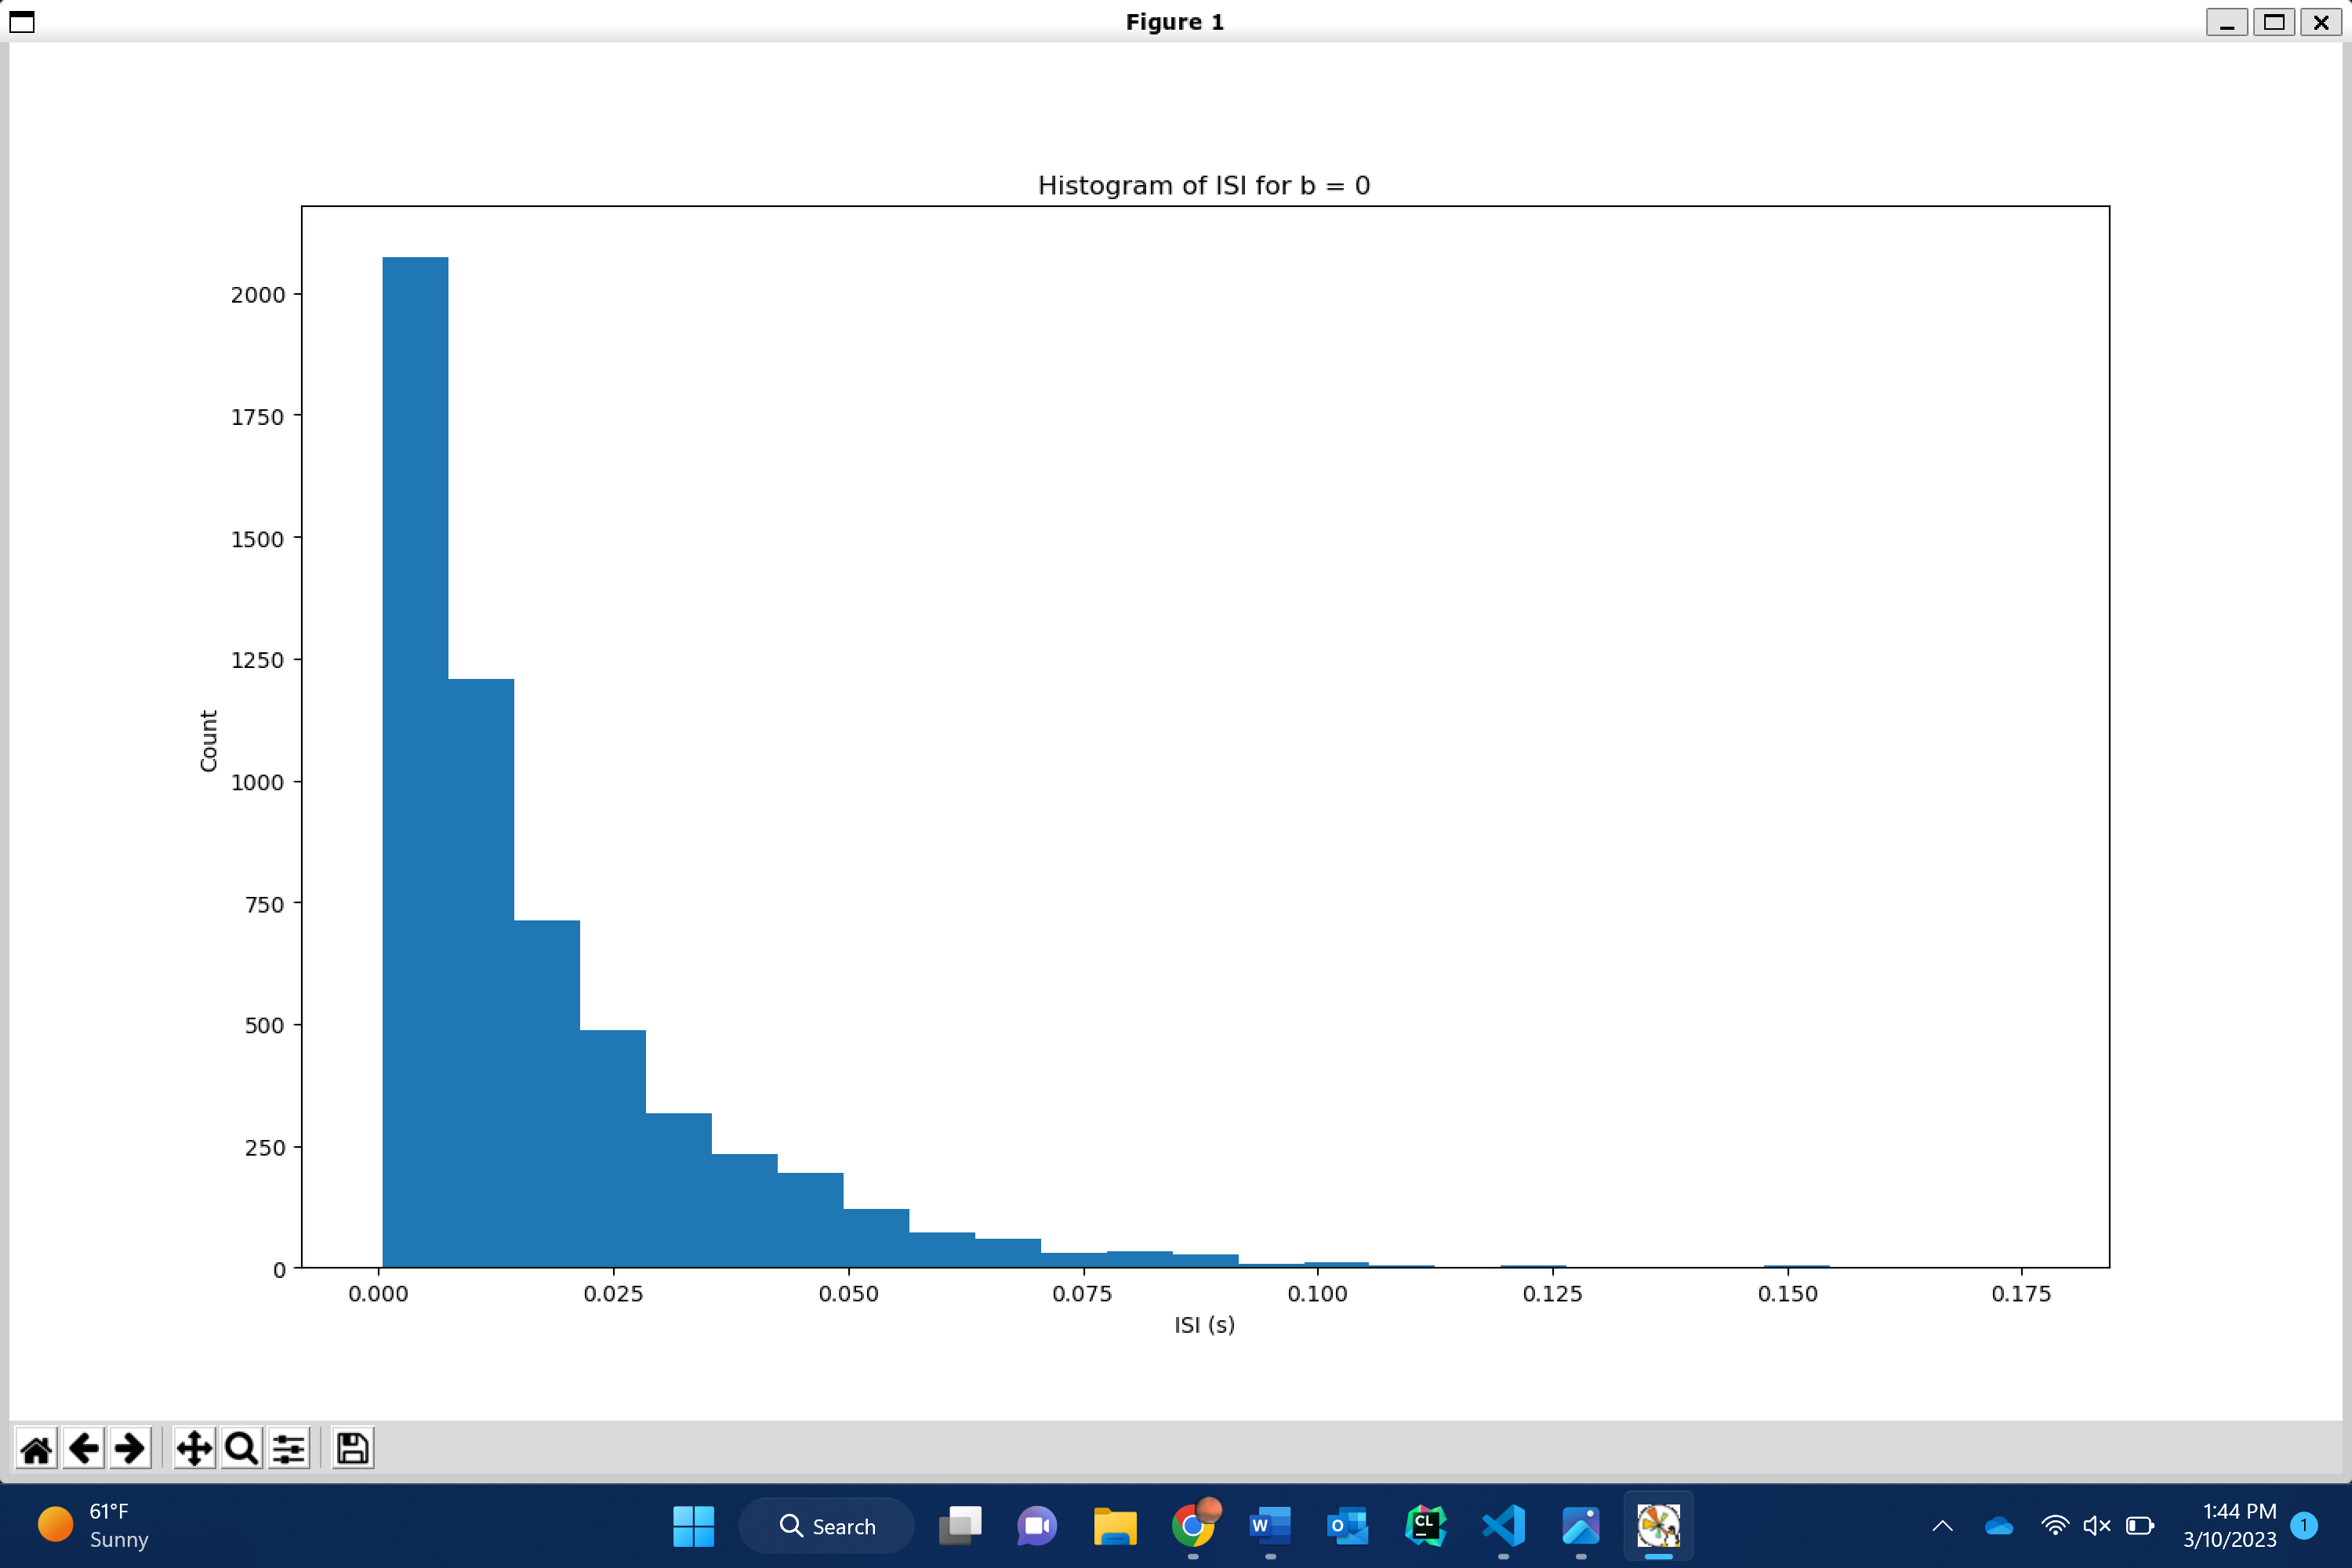 Figure 1
Histogram of ISI for b = 0
2000
1750
1500
1250
1000
750
500
250
0
Count
0.000 0.025 0.050 0.075 0.100 0.125 0.150 0.175
ISI (s)
61°F
Sunny
Search
W
O
CL
1:44 PM
3/10/2023
1